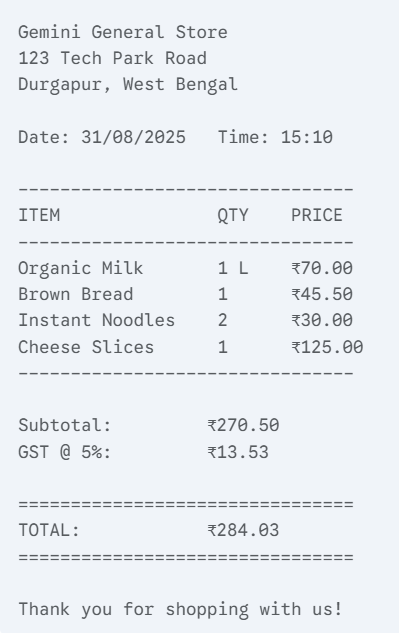 Gemini General Store
123 Tech Park Road
Durgapur, West Bengal
Date: 31/08/2025   Time: 15:10
--------------------------------
ITEM               QTY    PRICE
--------------------------------
Organic Milk       1 L    ₹70.00
Brown Bread        1      ₹45.50
Instant Noodles    2      ₹30.00
Cheese Slices      1      ₹125.00
--------------------------------
Subtotal:         ₹270.50
GST @ 5%:         ₹13.53
================================
TOTAL:            ₹284.03
================================
Thank you for shopping with us!